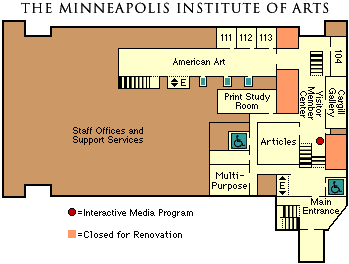 THE MINNEAPOLIS INSTITUTE OF ARTS
111
112
113
104
American Art
E
Print Study
Room
Visitor
Member
Center
Cargill
Gallery
Staff Offices and
Support Services
Articles
Multi-
Purpose
E
Main
Entrance
=Interactive Media Program
=Closed for Renovation